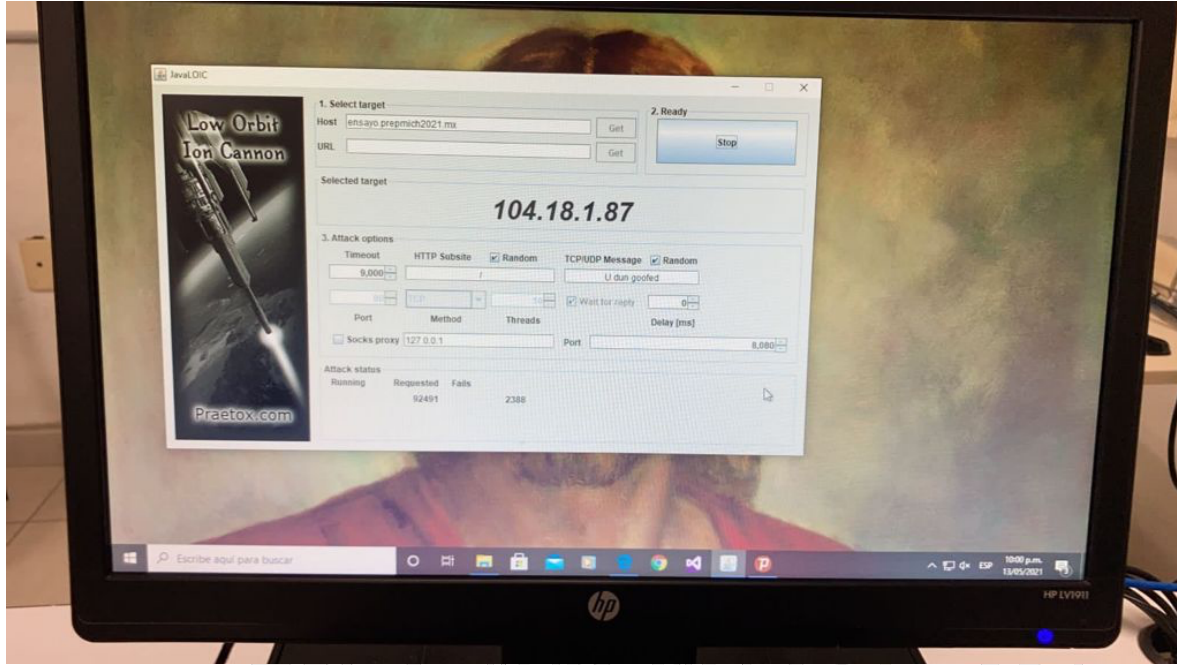 JavaLOIC
Low Orbit
Ion Cannon
Praetox.com
1. Select target
Host ensayo.prepmich2021.mx Get
URL Get
2. Ready
Stop
Selected target
104.18.1.87
3. Attack options
Timeout HTTP Subsite Random TCP/UDP Message Random
9,000 / U dun goofed
TCP Wait for reply 0
Port Method Threads Delay [ms]
Socks proxy 127.0.0.1 Port 8,080
Attack status
Running Requested Fails
92491 2388
Escribe aquí para buscar
ESP
10:00 p.m.
13/05/2021
hp
HP LV1911